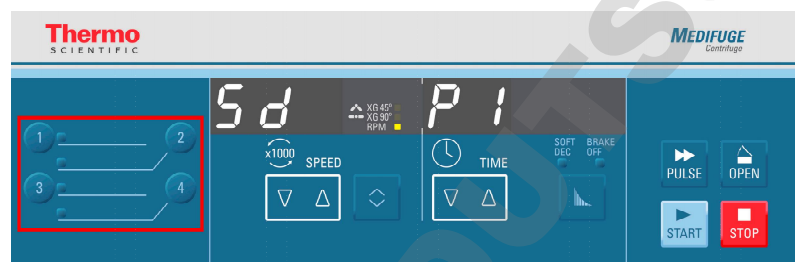 Thermo
SCIENTIFIC
MEDIFUGE
Centrifuge
Sd
XG 45°
XG 90°
RPM
P1
1
2
3
4
x1000
SPEED
TIME
SOFT
DEC
BRAKE
OFF
PULSE
OPEN
START
STOP